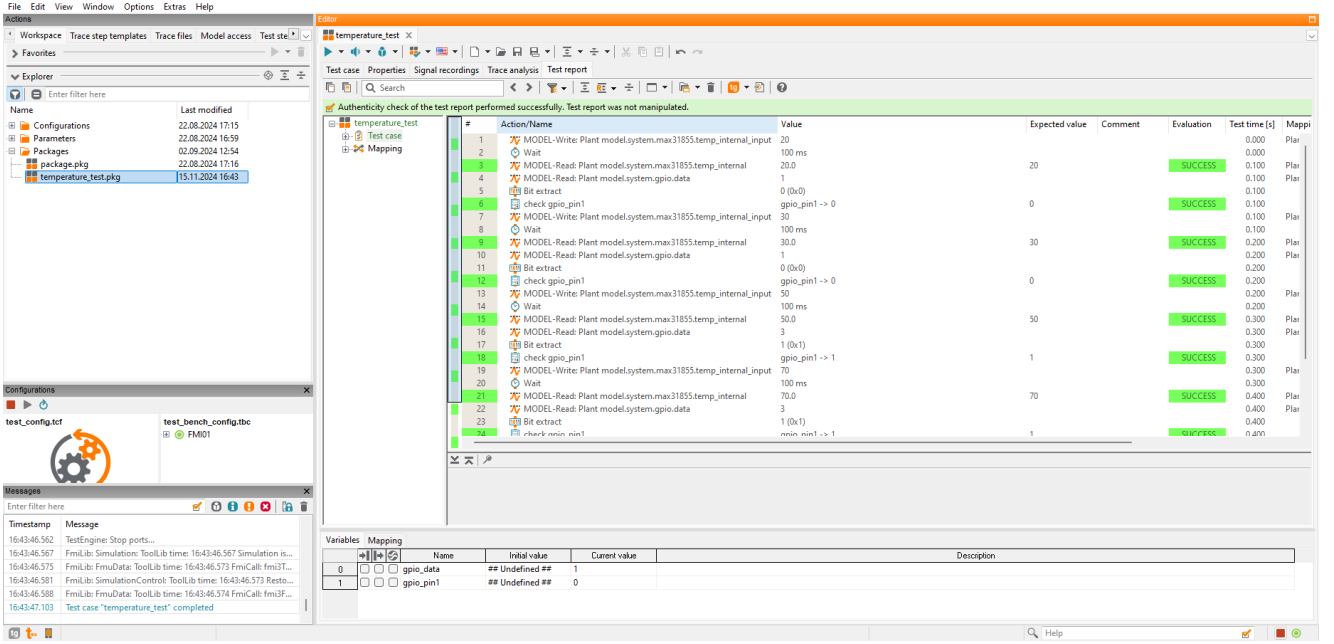 File Edit View Window Options Extras Help
Actions
Workspace Trace step templates Trace files Model access Test ste
Favorites
Explorer
Enter filter here
Name Last modified
Configurations 22.08.2024 17:15
Parameters 22.08.2024 16:59
Packages 02.09.2024 12:54
package.pkg 22.08.2024 17:16
temperature_test.pkg 15.11.2024 16:43
Configurations
test_config.tcf test_bench_config.tbc
FMI01
Messages
Enter filter here
Timestamp Message
16:43:46.562 TestEngine: Stop ports...
16:43:46.567 FmiLib: Simulation: ToolLib time: 16:43:46.567 Simulation is...
16:43:46.575 FmiLib: FmuData: ToolLib time: 16:43:46.573 FmiCall: fmi3T...
16:43:46.581 FmiLib: SimulationControl: ToolLib time: 16:43:46.573 Resto...
16:43:46.588 FmiLib: FmuData: ToolLib time: 16:43:46.574 FmiCall: fmi3F...
16:43:47.103 Test case "temperature_test" completed
Editor
temperature_test
Test case Properties Signal recordings Trace analysis Test report
Search
Authenticity check of the test report performed successfully. Test report was not manipulated.
temperature_test
Test case
Mapping
# Action/Name Value Expected value Comment Evaluation Test time [s] Mappi
1 MODEL-Write: Plant model.system.max31855.temp_internal_input 20 0.000 Plar
2 Wait 100 ms 0.000
3 MODEL-Read: Plant model.system.max31855.temp_internal 20.0 20 SUCCESS 0.100 Plar
4 MODEL-Read: Plant model.system.gpio.data 1 0.100 Plar
5 Bit extract 0 (0x0) 0.100
6 check gpio_pin1 gpio_pin1 -> 0 0 SUCCESS 0.100
7 MODEL-Write: Plant model.system.max31855.temp_internal_input 30 0.100 Plar
8 Wait 100 ms 0.100
9 MODEL-Read: Plant model.system.max31855.temp_internal 30.0 30 SUCCESS 0.200 Plar
10 MODEL-Read: Plant model.system.gpio.data 1 0.200 Plar
11 Bit extract 0 (0x0) 0.200
12 check gpio_pin1 gpio_pin1 -> 0 0 SUCCESS 0.200
13 MODEL-Write: Plant model.system.max31855.temp_internal_input 50 0.200 Plar
14 Wait 100 ms 0.200
15 MODEL-Read: Plant model.system.max31855.temp_internal 50.0 50 SUCCESS 0.300 Plar
16 MODEL-Read: Plant model.system.gpio.data 3 0.300 Plar
17 Bit extract 1 (0x1) 0.300
18 check gpio_pin1 gpio_pin1 -> 1 1 SUCCESS 0.300
19 MODEL-Write: Plant model.system.max31855.temp_internal_input 70 0.300 Plar
20 Wait 100 ms 0.300
21 MODEL-Read: Plant model.system.max31855.temp_internal 70.0 70 SUCCESS 0.400 Plar
22 MODEL-Read: Plant model.system.gpio.data 3 0.400 Plar
23 Bit extract 1 (0x1) 0.400
24 check gpio_pin1 gpio_pin1 -> 1 1 SUCCESS 0.400
Variables Mapping
Name Initial value Current value Description
0 gpio_data ## Undefined ## 1
1 gpio_pin1 ## Undefined ## 0
Help